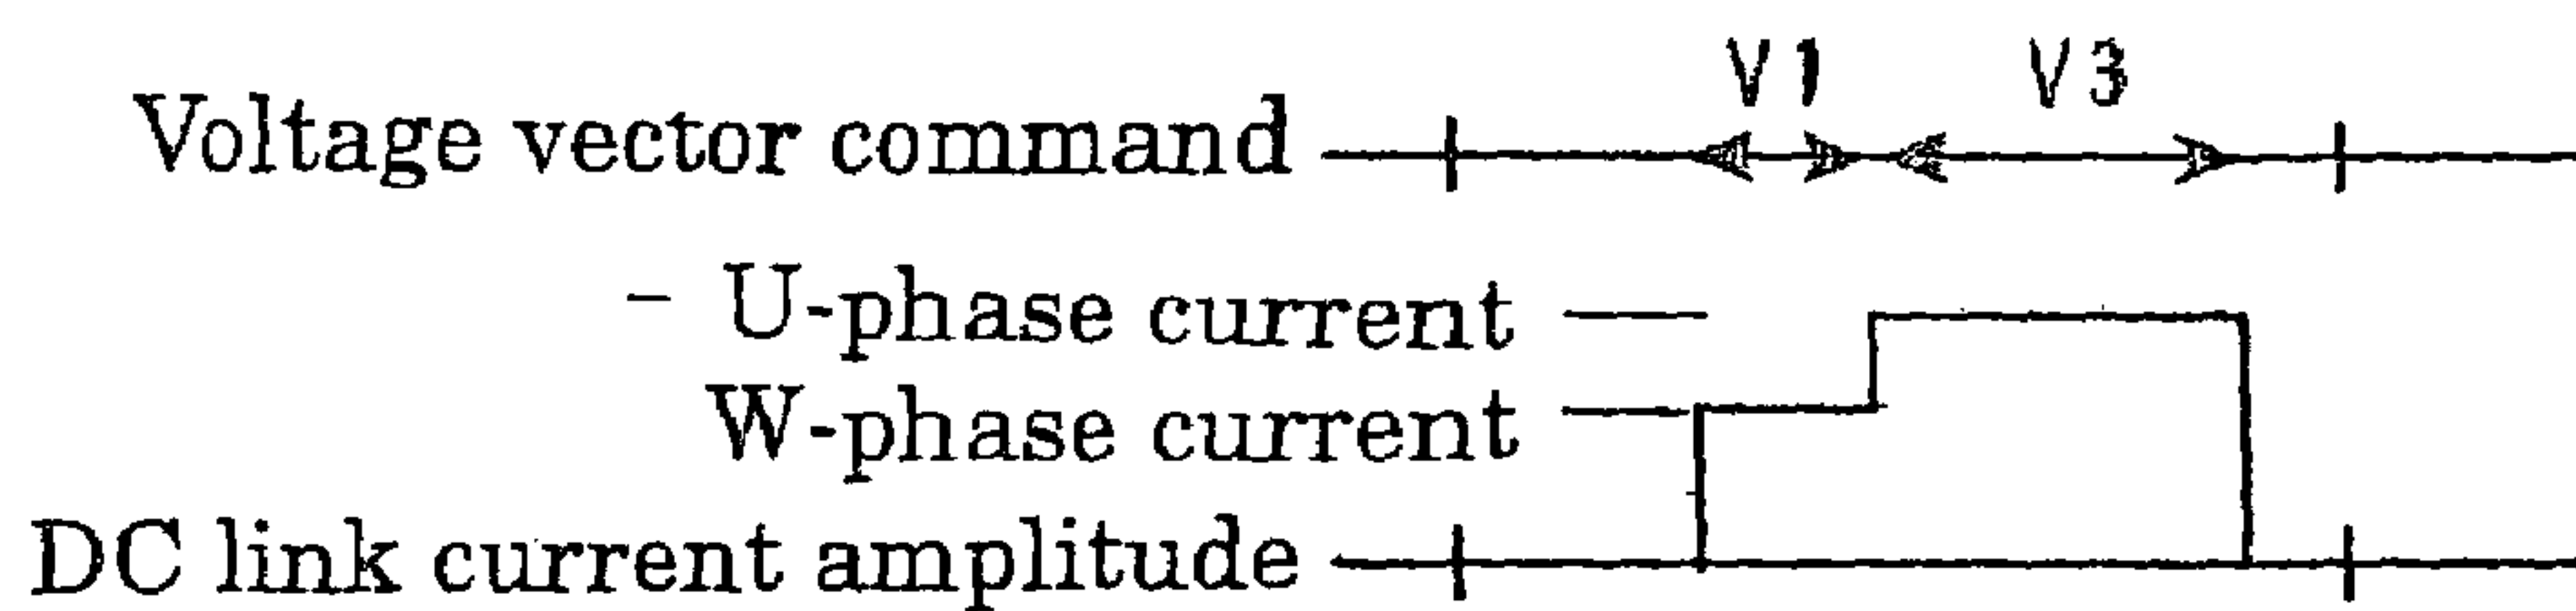 V1 V3
Voltage vector command
- U-phase current
W-phase current
DC link current amplitude